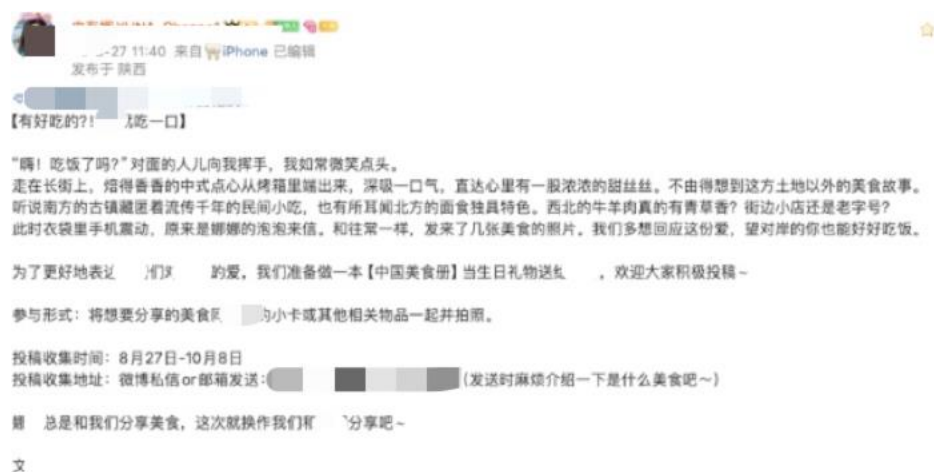 -27 11:40 来自 iPhone 已编辑
发布于 陕西
【有好吃的?! 吃一口】
“嗨！吃饭了吗？”对面的人儿向我挥手，我如常微笑点头。
走在长街上，焙得香香的中式点心从烤箱里端出来，深吸一口气，直达心里有一股浓浓的甜丝丝。不由得想到这方土地以外的美食故事。
听说南方的古镇藏匿着流传千年的民间小吃，也有所耳闻北方的面食独具特色。西北的牛羊肉真的有青草香？街边小店还是老字号？
此时衣袋里手机震动，原来是娜娜的泡泡来信。和往常一样，发来了几张美食的照片。我们多想回应这份爱，望对岸的你也能好好吃饭。
为了更好地表 们 的爱，我们准备做一本【中国美食册】当生日礼物送 ，欢迎大家积极投稿~
参与形式：将想要分享的美食 的小卡或其他相关物品一起并拍照。
投稿收集时间：8月27日-10月8日
投稿收集地址：微博私信or邮箱发送： (发送时麻烦介绍一下是什么美食吧～)
总是和我们分享美食，这次就操作我们和 分享吧~
文